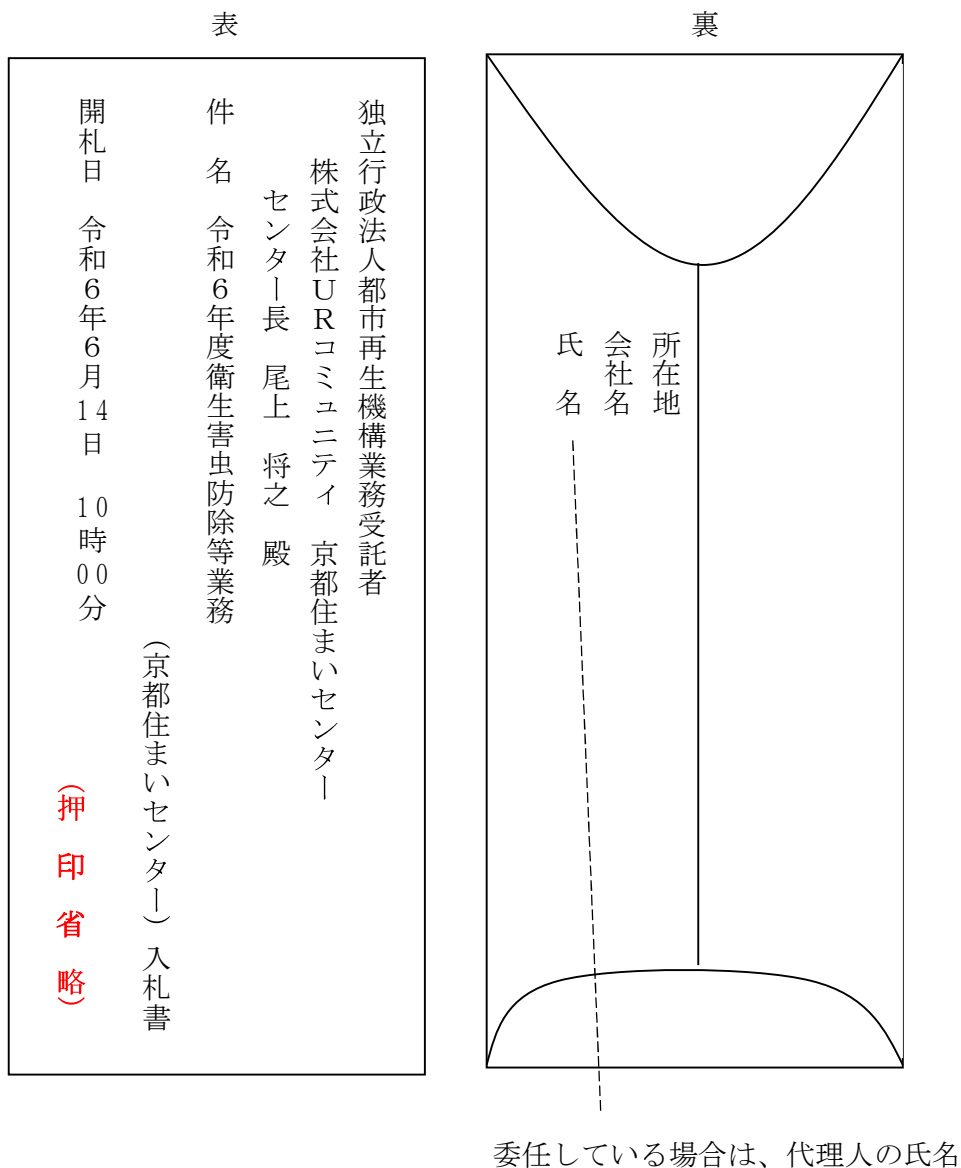 表
独立行政法人都市再生機構業務受託者
株式会社ＵＲコミュニティ　京都住まいセンター
センター長　尾上　将之　殿
件　名　令和６年度衛生害虫防除等業務
（京都住まいセンター）入札書
開札日　令和６年６月14日　10時00分
（押　印　省　略）
裏
所在地
会社名
氏　名
委任している場合は、代理人の氏名